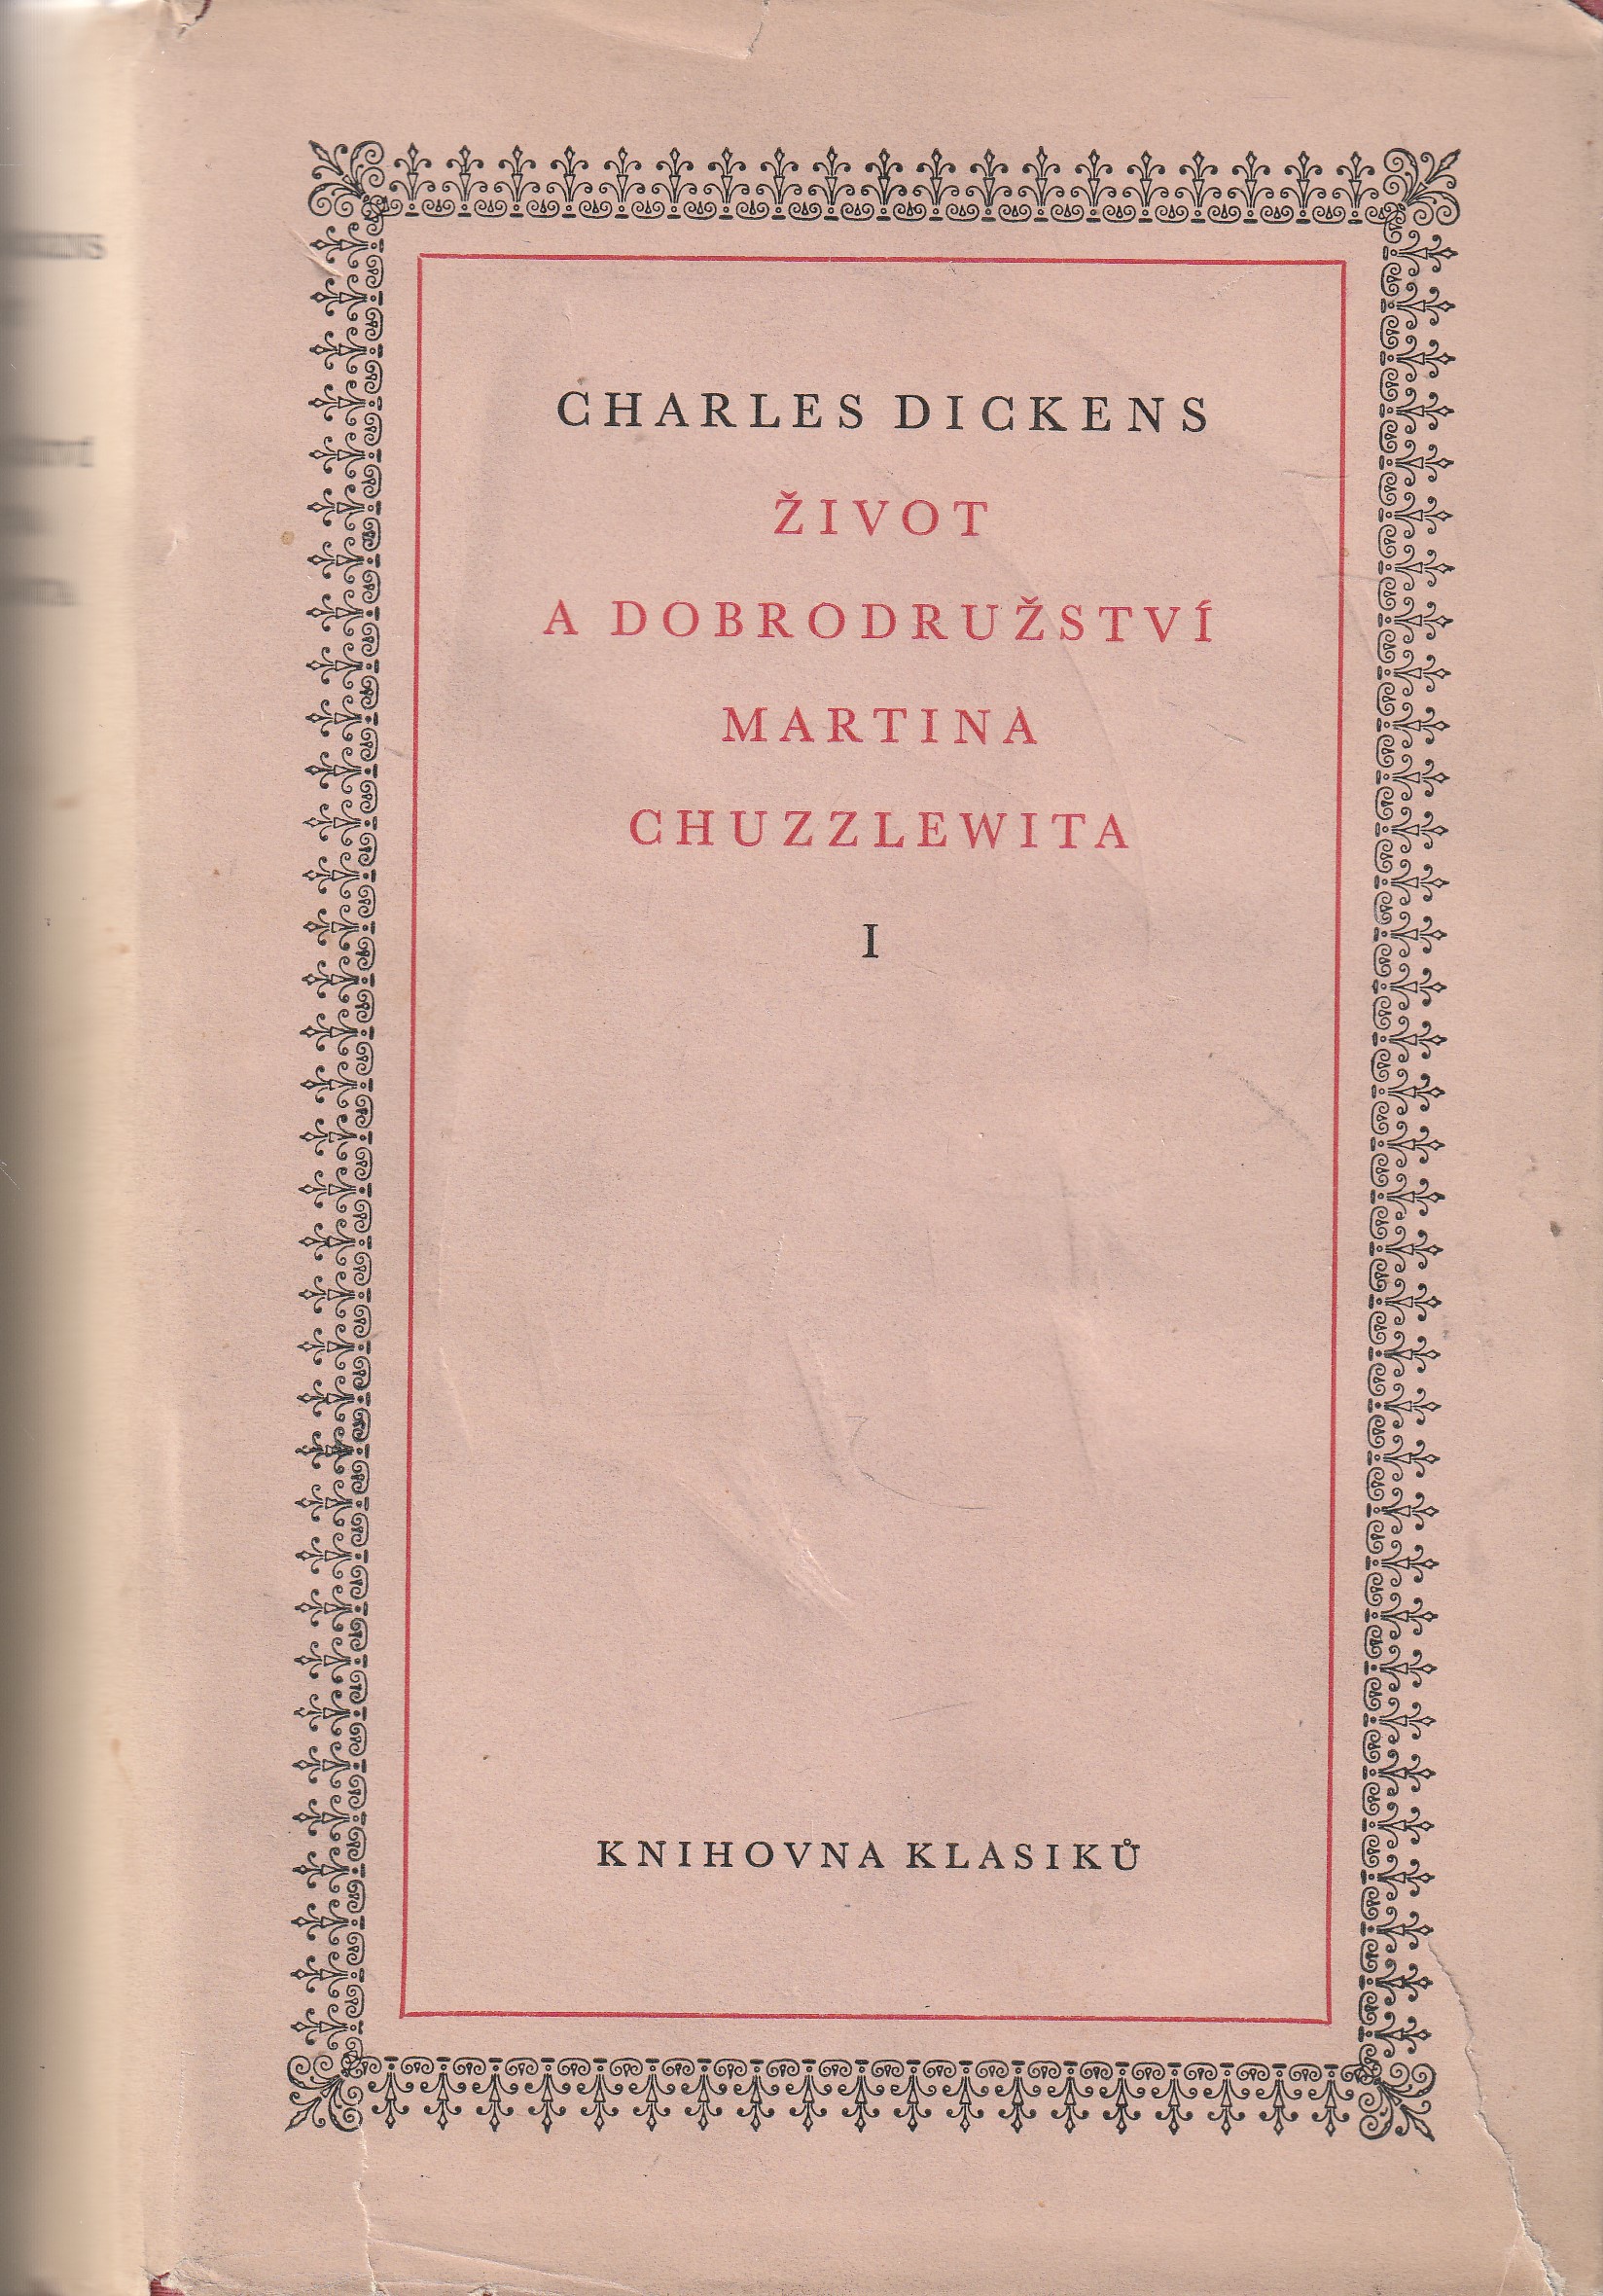 CHARLES DICKENS
ŽIVOT
A DOBRODRUŽSTVÍ
MARTINA
CHUZZLEWITA
I
KNIHOVNA KLASIKŮ